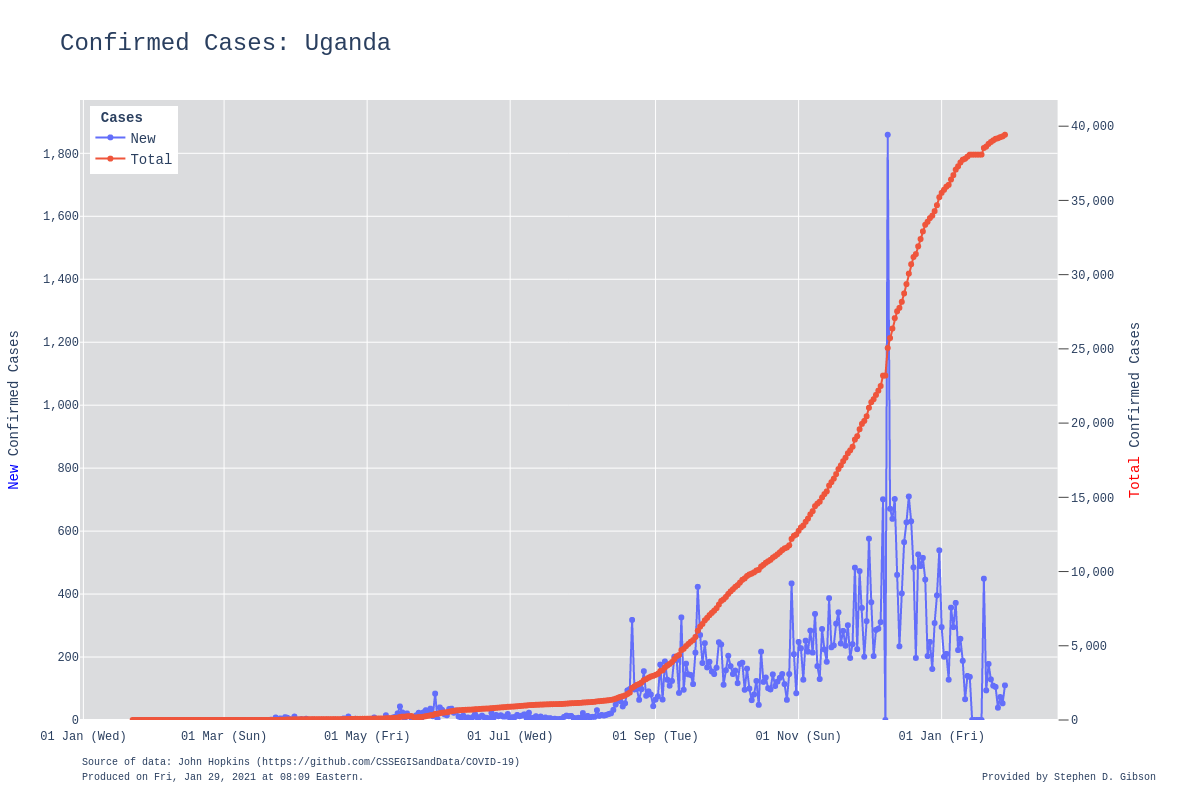 Confirmed Cases: Uganda
Cases
New
Total
1,800
1,600
1,400
1,200
1,000
800
600
400
200
0
New Confirmed Cases
40,000
35,000
30,000
25,000
20,000
15,000
10,000
5,000
0
Total Confirmed Cases
01 Jan (Wed)
01 Mar (Sun)
01 May (Fri)
01 Jul (Wed)
01 Sep (Tue)
01 Nov (Sun)
01 Jan (Fri)
Source of data: John Hopkins (https://github.com/CSSEGISandData/COVID-19)
Produced on Fri, Jan 29, 2021 at 08:09 Eastern.
Provided by Stephen D. Gibson